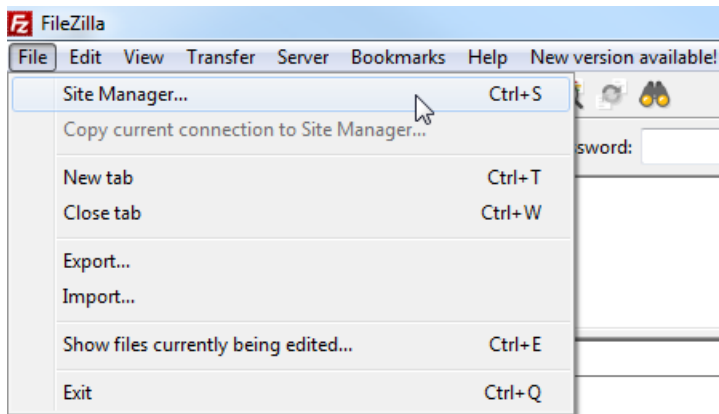 FileZilla
File Edit View Transfer Server Bookmarks Help New version available!
Site Manager... Ctrl+S
Copy current connection to Site Manager...
sword:
New tab Ctrl+T
Close tab Ctrl+W
Export...
Import...
Show files currently being edited... Ctrl+E
Exit Ctrl+Q